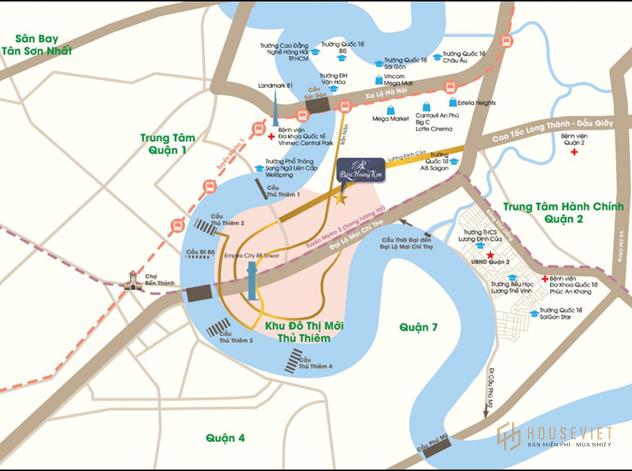 Sân Bay
Tân Sơn Nhất
Trường Cao Đẳng
Nghề Hàng Hải
TP.HCM
Trường Quốc Tế
BIS
Trường Quốc Tế
Sài Gòn
Trường Quốc Tế
Châu Âu
Trường ĐH
Văn Hóa
Vincom
Mega Mall
Landmark 81
Cầu
Sài Gòn
Xa Lộ Hà Nội
Estella Heights
Mega Market
Cantavil An Phú
Big C
Lotte Cinema
Cao Tốc Long Thành - Dầu Giây
Bệnh viện
Quận 2
Trung Tâm
Quận 1
Bệnh viện
Đa khoa Quốc Tế
Vinmec Central Park
Trần Não
Lương Định Của
Trường Phổ Thông
Song Ngữ Liên Cấp
WellSpring
Paris Hoàng Kim
Trường
Quốc Tế
AIS Saigon
Cầu
Thủ Thiêm 1
Cầu
Thủ Thiêm 2
Tuyến Metro 2 (trong tương lai)
Đại Lộ Mai Chí Thọ
Trung Tâm Hành Chính
Quận 2
Võ Chí Công
Cầu Đi Bộ
Empire City 88 Tower
Cầu Thời Đại đến
Đại Lộ Mai Chí Thọ
Trường THCS
Lương Định Của
UBND Quận 2
Chợ
Bến Thành
Trường Tiểu Học
Lương Thế Vinh
Bệnh viện
Đa Khoa Quốc Tế
Phúc An Khang
Trường Quốc Tế
SaiGon Star
Khu Đô Thị Mới
Thủ Thiêm
Quận 7
Cầu
Thủ Thiêm 3
Cầu
Thủ Thiêm 4
Đi Cầu Phú Mỹ
Quận 4
Cầu Phú Mỹ
HOUSEVIET
BÁN MIỄN PHÍ - MUA NHƯ Ý